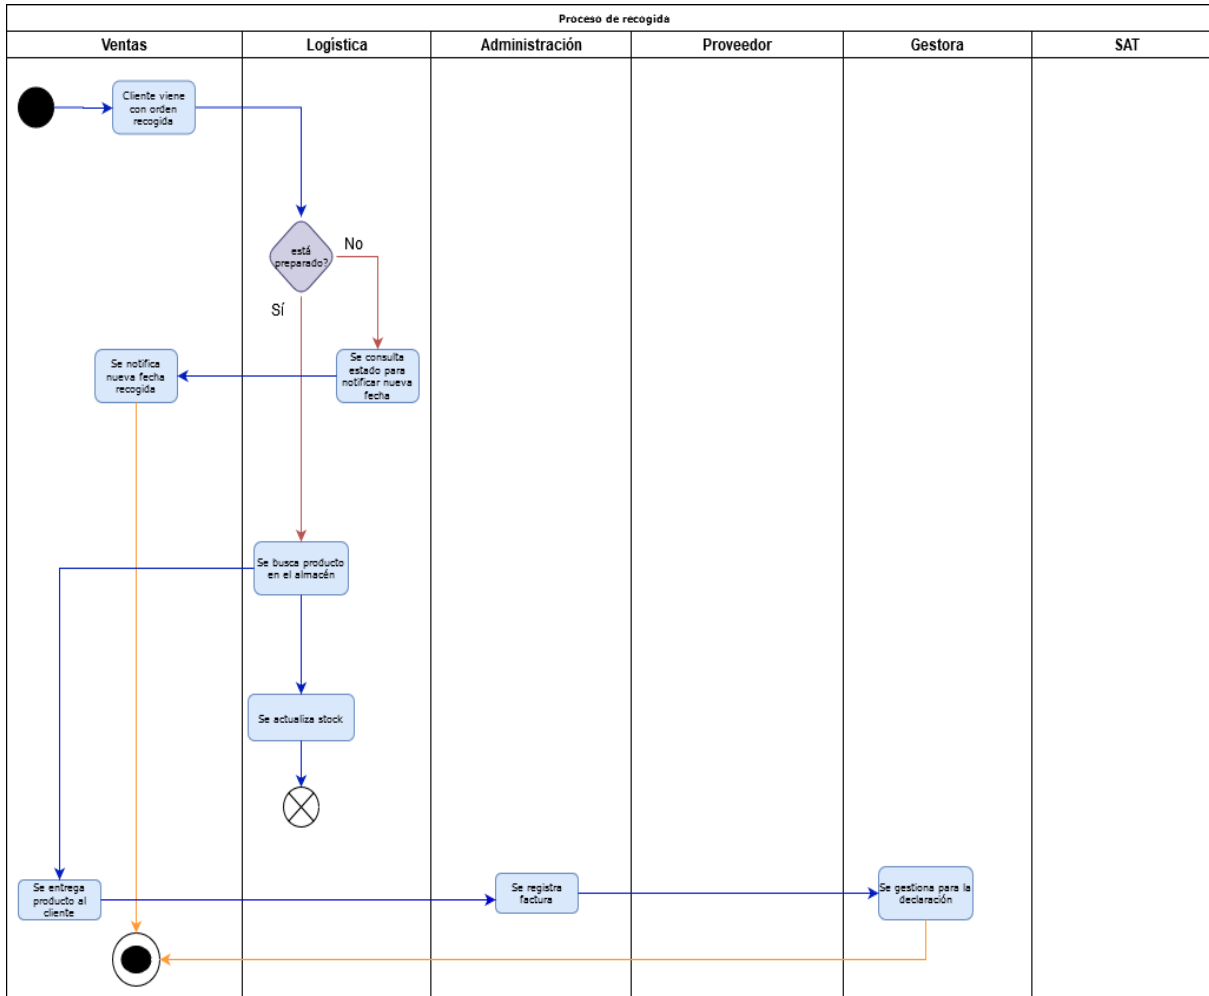 Proceso de recogida
Ventas
Logística
Administración
Proveedor
Gestora
SAT
Cliente viene
con orden
recogida
está
preparado?
No
Sí
Se notifica
nueva fecha
recogida
Se consulta
estado para
notificar nueva
fecha
Se busca producto
en el almacén
Se actualiza stock
Se entrega
producto al
cliente
Se registra
factura
Se gestiona para la
declaración